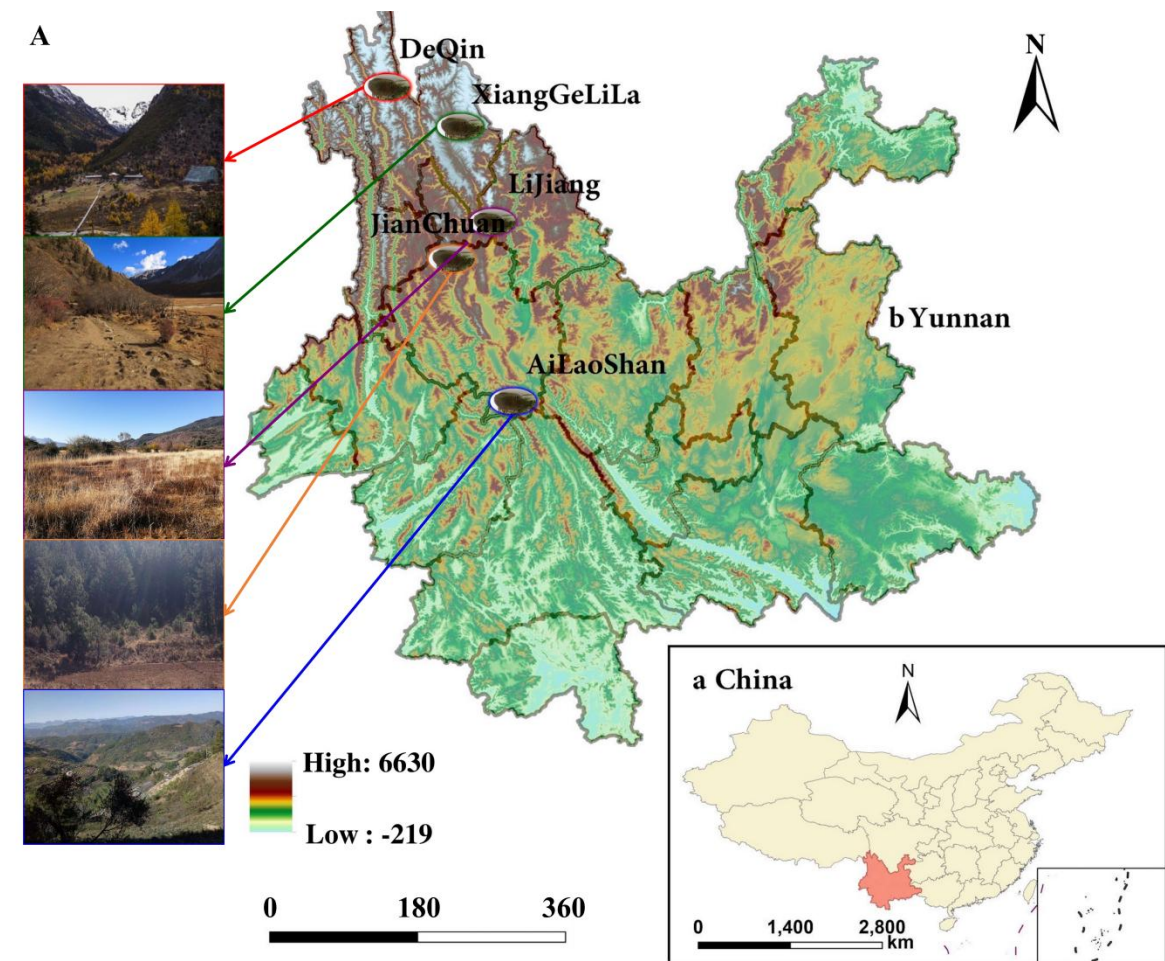 A
N
DeQin
XiangGeLiLa
LiJiang
JianChuan
b Yunnan
AiLaoShan
High: 6630
Low : -219
0 180 360
a China
N
0 1,400 2,800
km